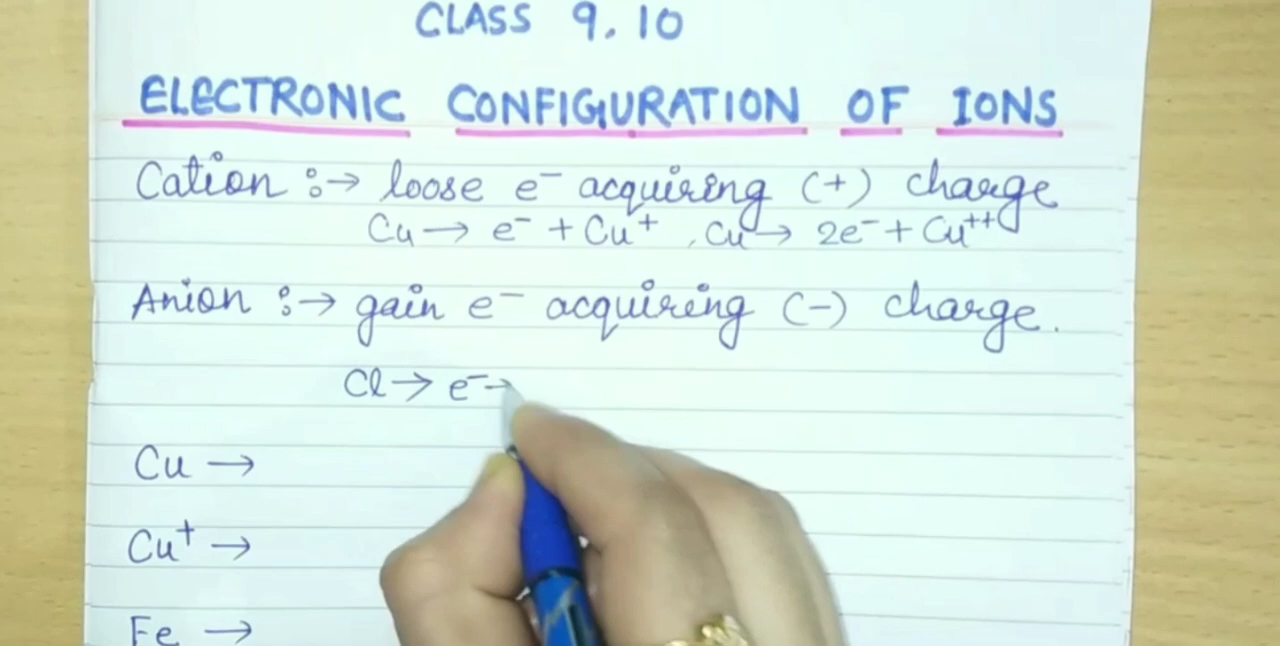 CLASS 9, 10
ELECTRONIC CONFIGURATION OF IONS
Cation :→ loose e⁻ acquiring (+) charge
Cu → e⁻ + Cu⁺ , Cu → 2e⁻ + Cu⁺⁺
Anion :→ gain e⁻ acquiring (-) charge.
Cl → e⁻
Cu →
Cu⁺ →
Fe →